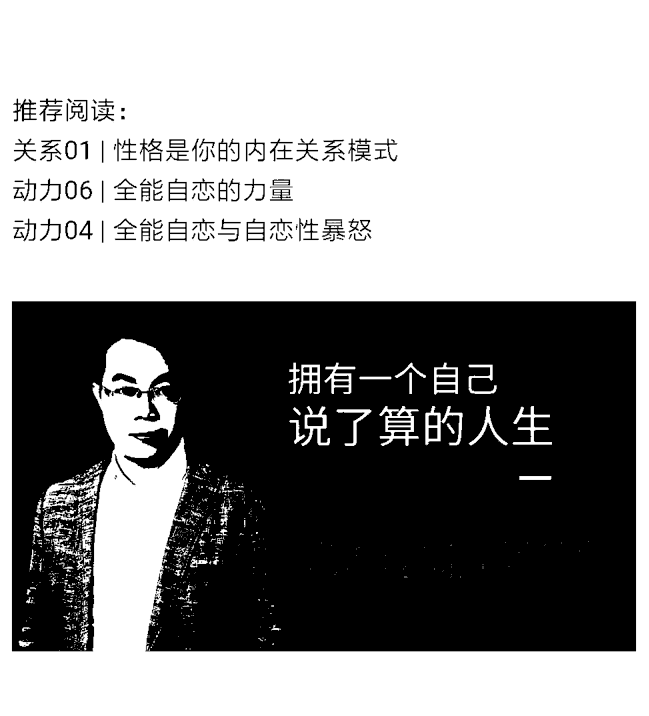 推荐阅读：
关系01 | 性格是你的内在关系模式
动力06 | 全能自恋的力量
动力04 | 全能自恋与自恋性暴怒
拥有一个自己
说了算的人生